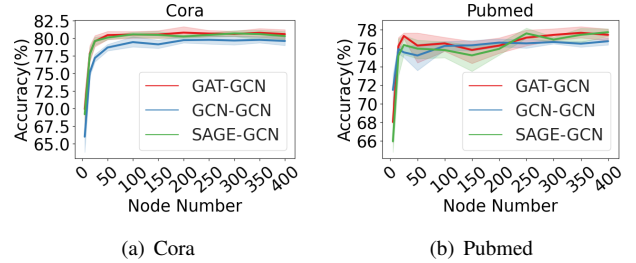 Cora
Accuracy(%)
82.5
80.0
77.5
75.0
72.5
70.0
67.5
65.0
GAT-GCN
GCN-GCN
SAGE-GCN
0 50 100 150 200 250 300 350 400
Node Number
(a) Cora
Pubmed
Accuracy(%)
78
76
74
72
70
68
66
GAT-GCN
GCN-GCN
SAGE-GCN
0 50 100 150 200 250 300 350 400
Node Number
(b) Pubmed